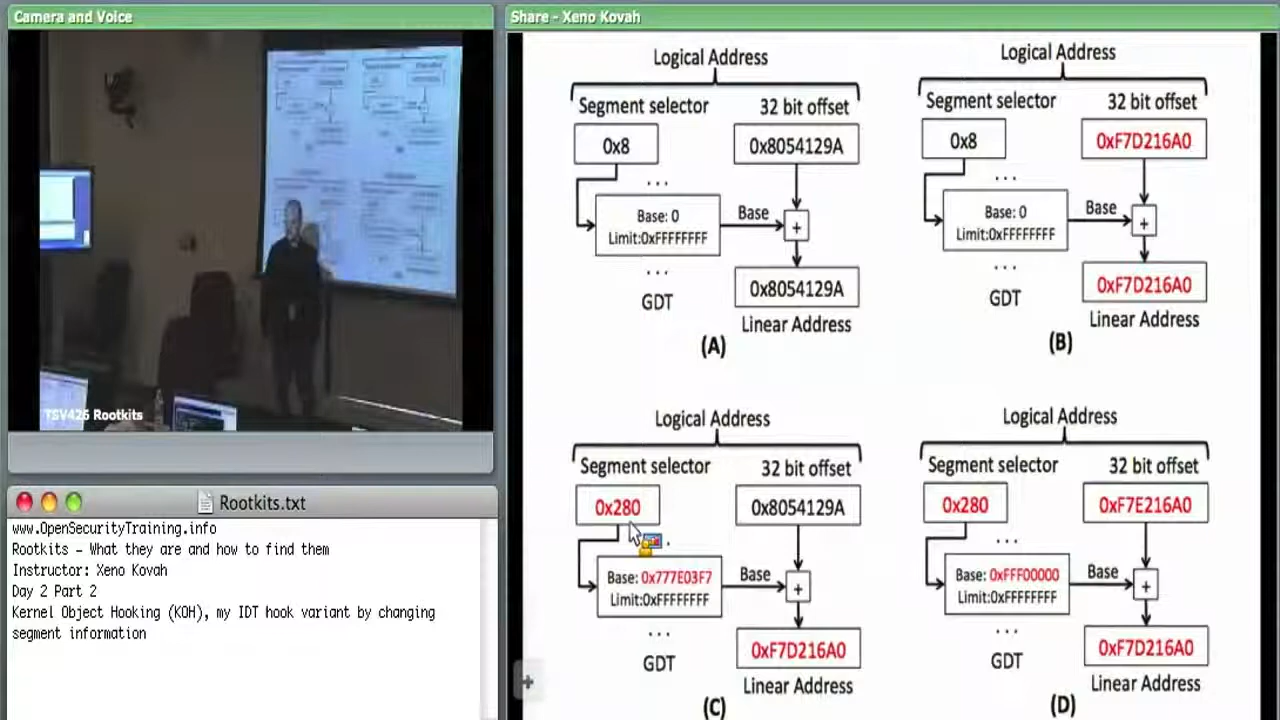 Camera and Voice
Share - Xeno Kovah
TSV426 Rootkits
Rootkits.txt
www.OpenSecurityTraining.info
Rootkits - What they are and how to find them
Instructor: Xeno Kovah
Day 2 Part 2
Kernel Object Hooking (KOH), my IDT hook variant by changing
segment information
Logical Address
Segment selector 32 bit offset
0x8 0x8054129A
...
Base: 0
Limit:0xFFFFFFFF
Base
+
...
GDT
0x8054129A
Linear Address
(A)
Logical Address
Segment selector 32 bit offset
0x8 0xF7D216A0
...
Base: 0
Limit:0xFFFFFFFF
Base
+
...
GDT
0xF7D216A0
Linear Address
(B)
Logical Address
Segment selector 32 bit offset
0x280 0x8054129A
.
Base: 0x777E03F7
Limit:0xFFFFFFFF
Base
+
...
GDT
0xF7D216A0
Linear Address
(C)
Logical Address
Segment selector 32 bit offset
0x280 0xF7E216A0
...
Base: 0xFFF00000
Limit:0xFFFFFFFF
Base
+
...
GDT
0xF7D216A0
Linear Address
(D)